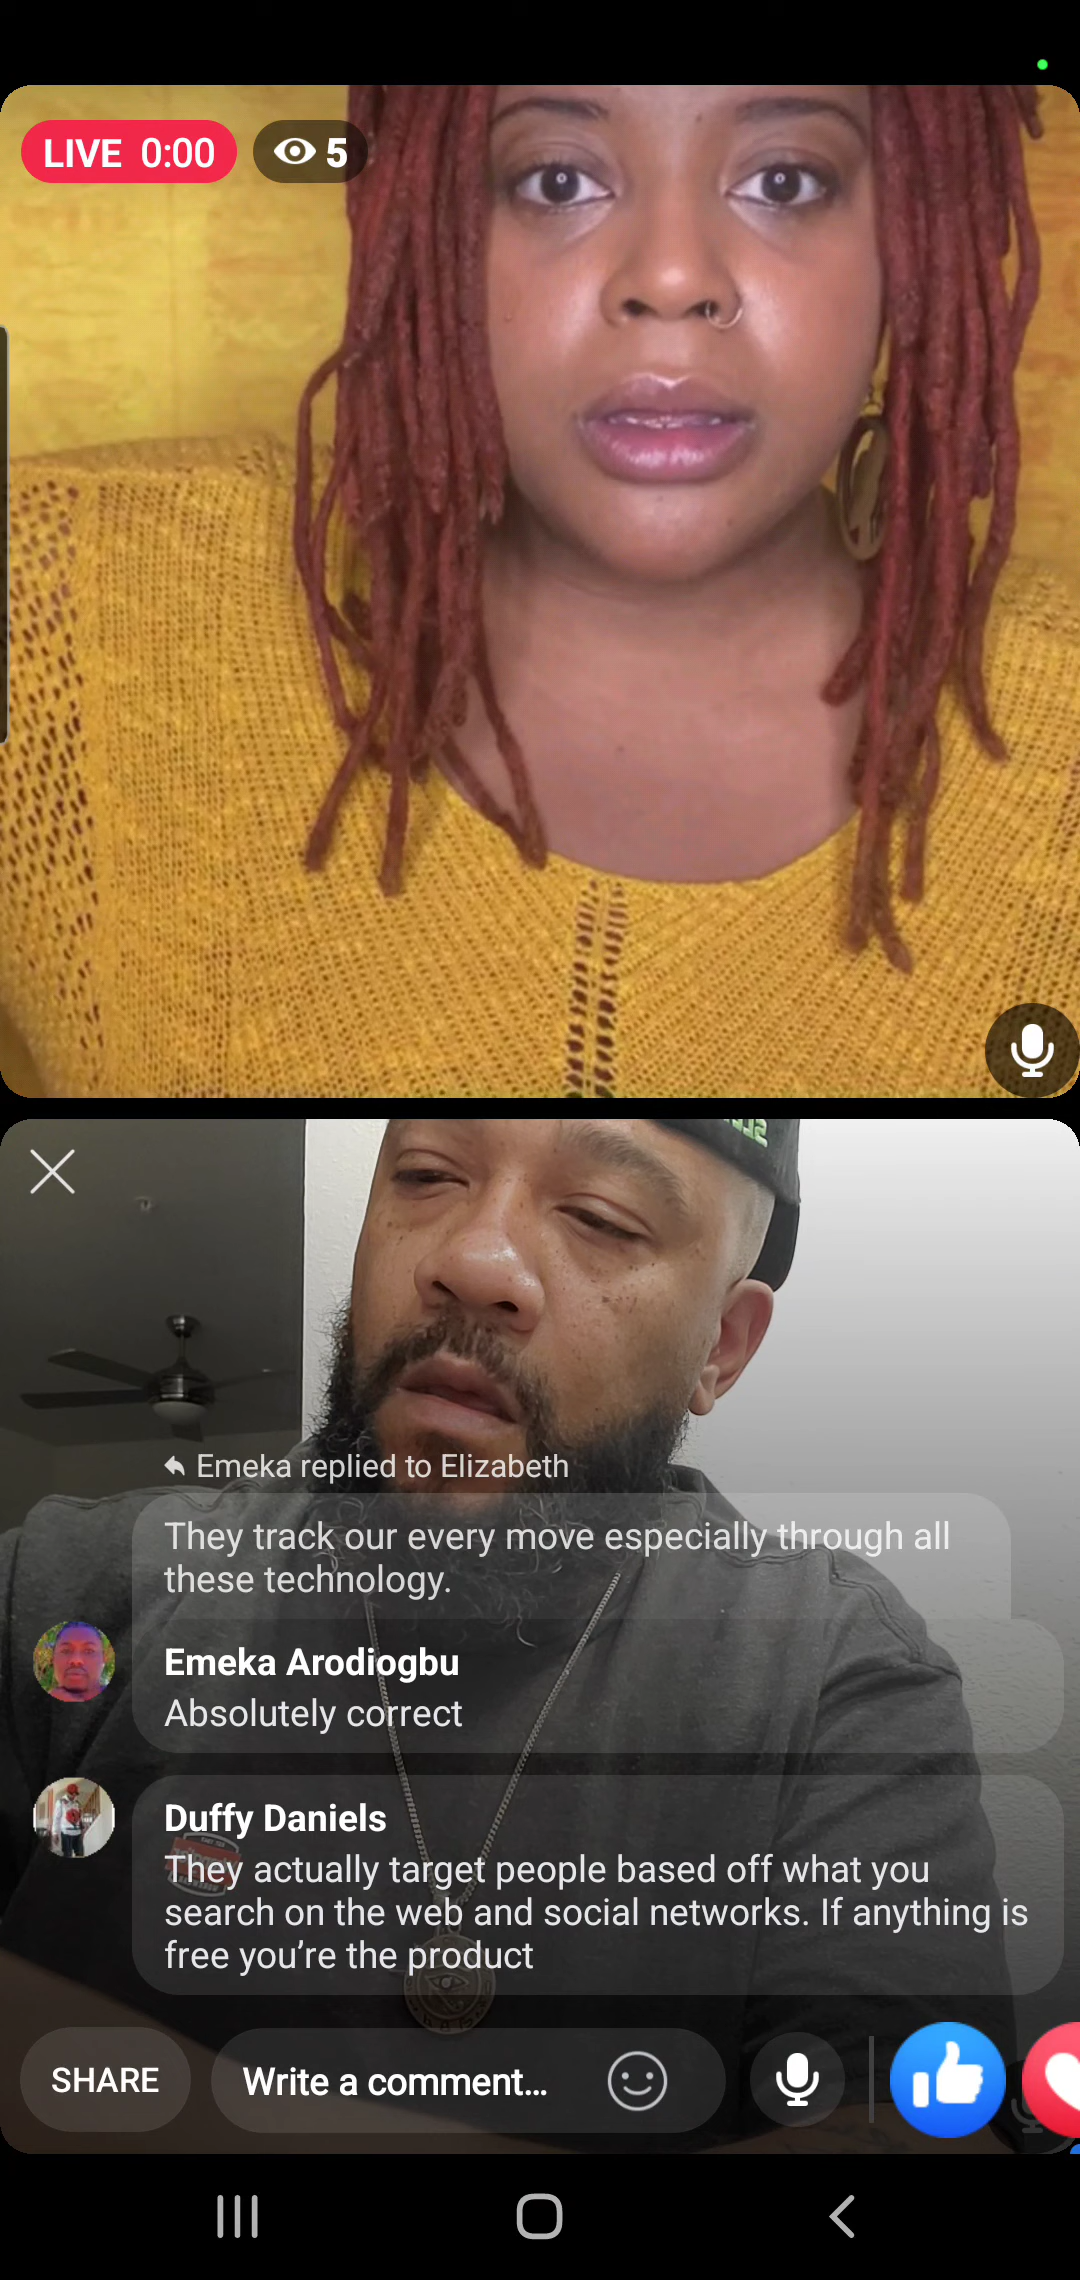 LIVE 0:00
5
Emeka replied to Elizabeth
They track our every move especially through all
these technology.
Emeka Arodiogbu
Absolutely correct
Duffy Daniels
They actually target people based off what you
search on the web and social networks. If anything is
free you’re the product
SHARE
Write a comment...